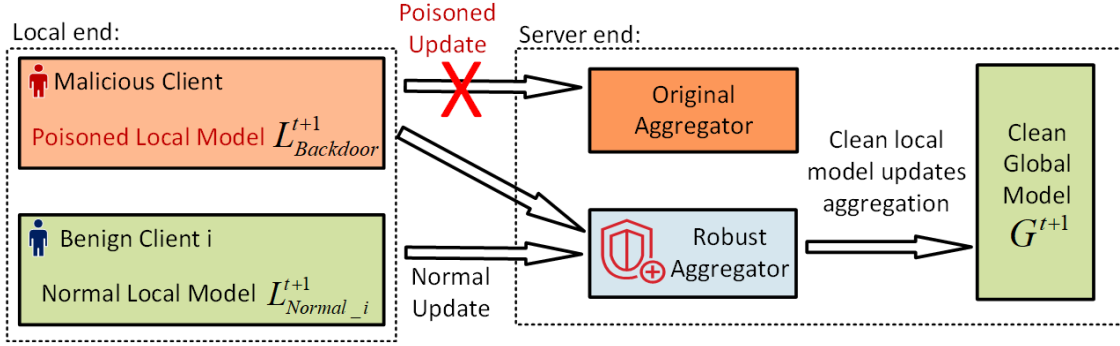 Local end:
Malicious Client
Poisoned Local Model L^{t+1}_{Backdoor}
Benign Client i
Normal Local Model L^{t+1}_{Normal_i}
Poisoned
Update
Normal
Update
Server end:
Original
Aggregator
Robust
Aggregator
Clean local
model updates
aggregation
Clean
Global
Model
G^{t+1}